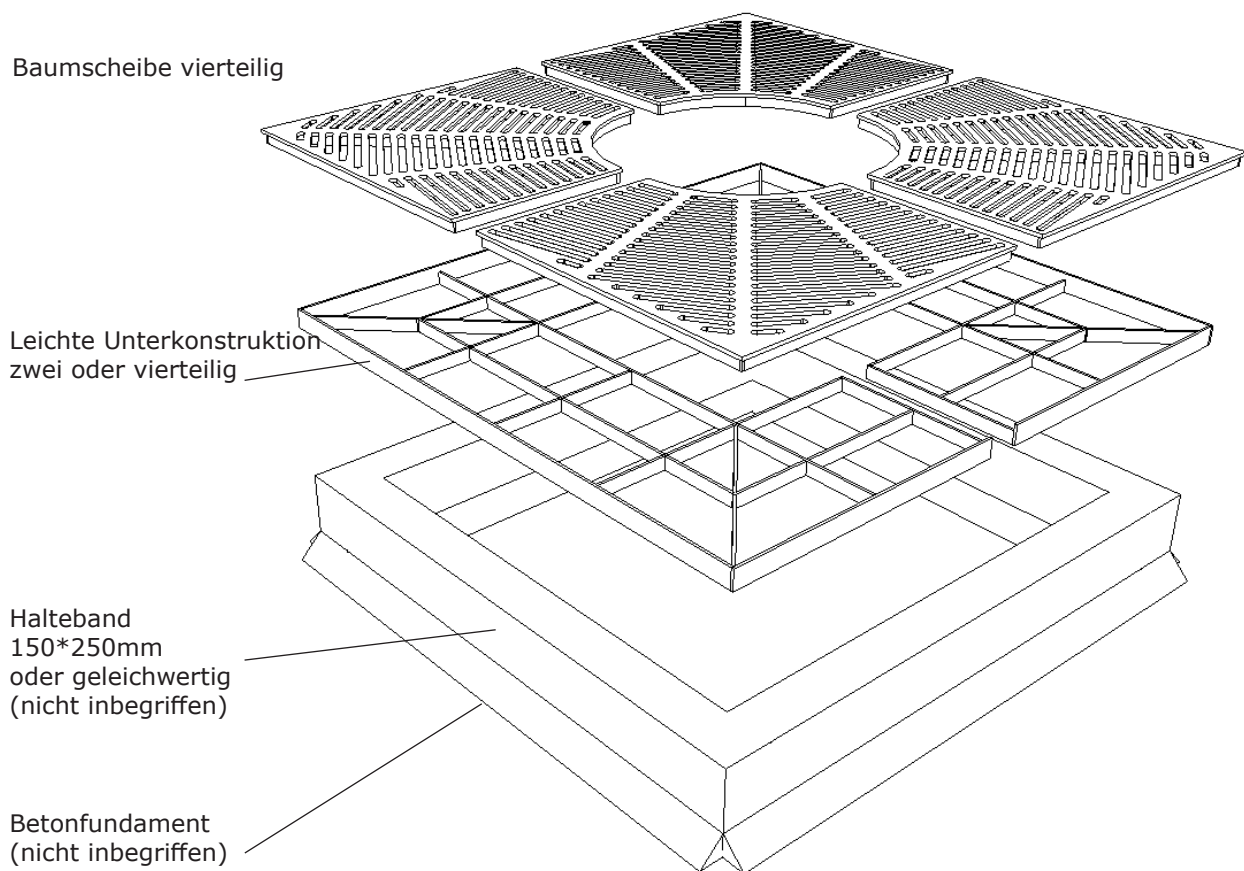 Baumscheibe vierteilig
Leichte Unterkonstruktion
zwei oder vierteilig
Halteband
150*250mm
oder geleichwertig
(nicht inbegriffen)
Betonfundament
(nicht inbegriffen)